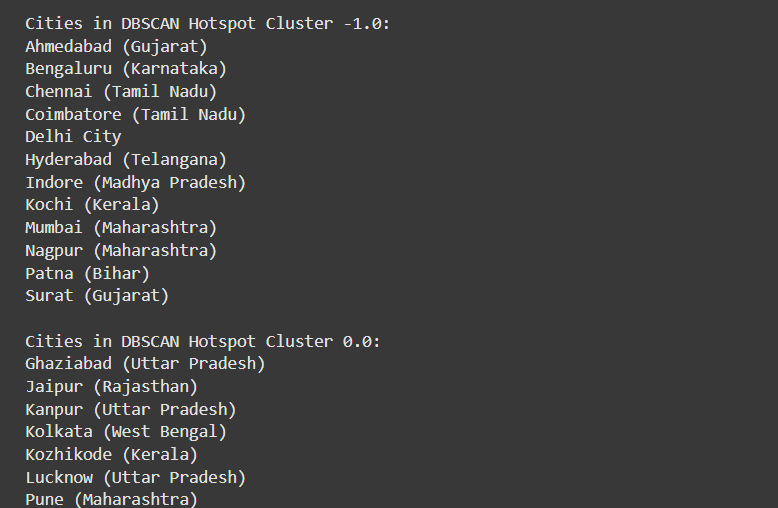 Cities in DBSCAN Hotspot Cluster -1.0:
Ahmedabad (Gujarat)
Bengaluru (Karnataka)
Chennai (Tamil Nadu)
Coimbatore (Tamil Nadu)
Delhi City
Hyderabad (Telangana)
Indore (Madhya Pradesh)
Kochi (Kerala)
Mumbai (Maharashtra)
Nagpur (Maharashtra)
Patna (Bihar)
Surat (Gujarat)

Cities in DBSCAN Hotspot Cluster 0.0:
Ghaziabad (Uttar Pradesh)
Jaipur (Rajasthan)
Kanpur (Uttar Pradesh)
Kolkata (West Bengal)
Kozhikode (Kerala)
Lucknow (Uttar Pradesh)
Pune (Maharashtra)